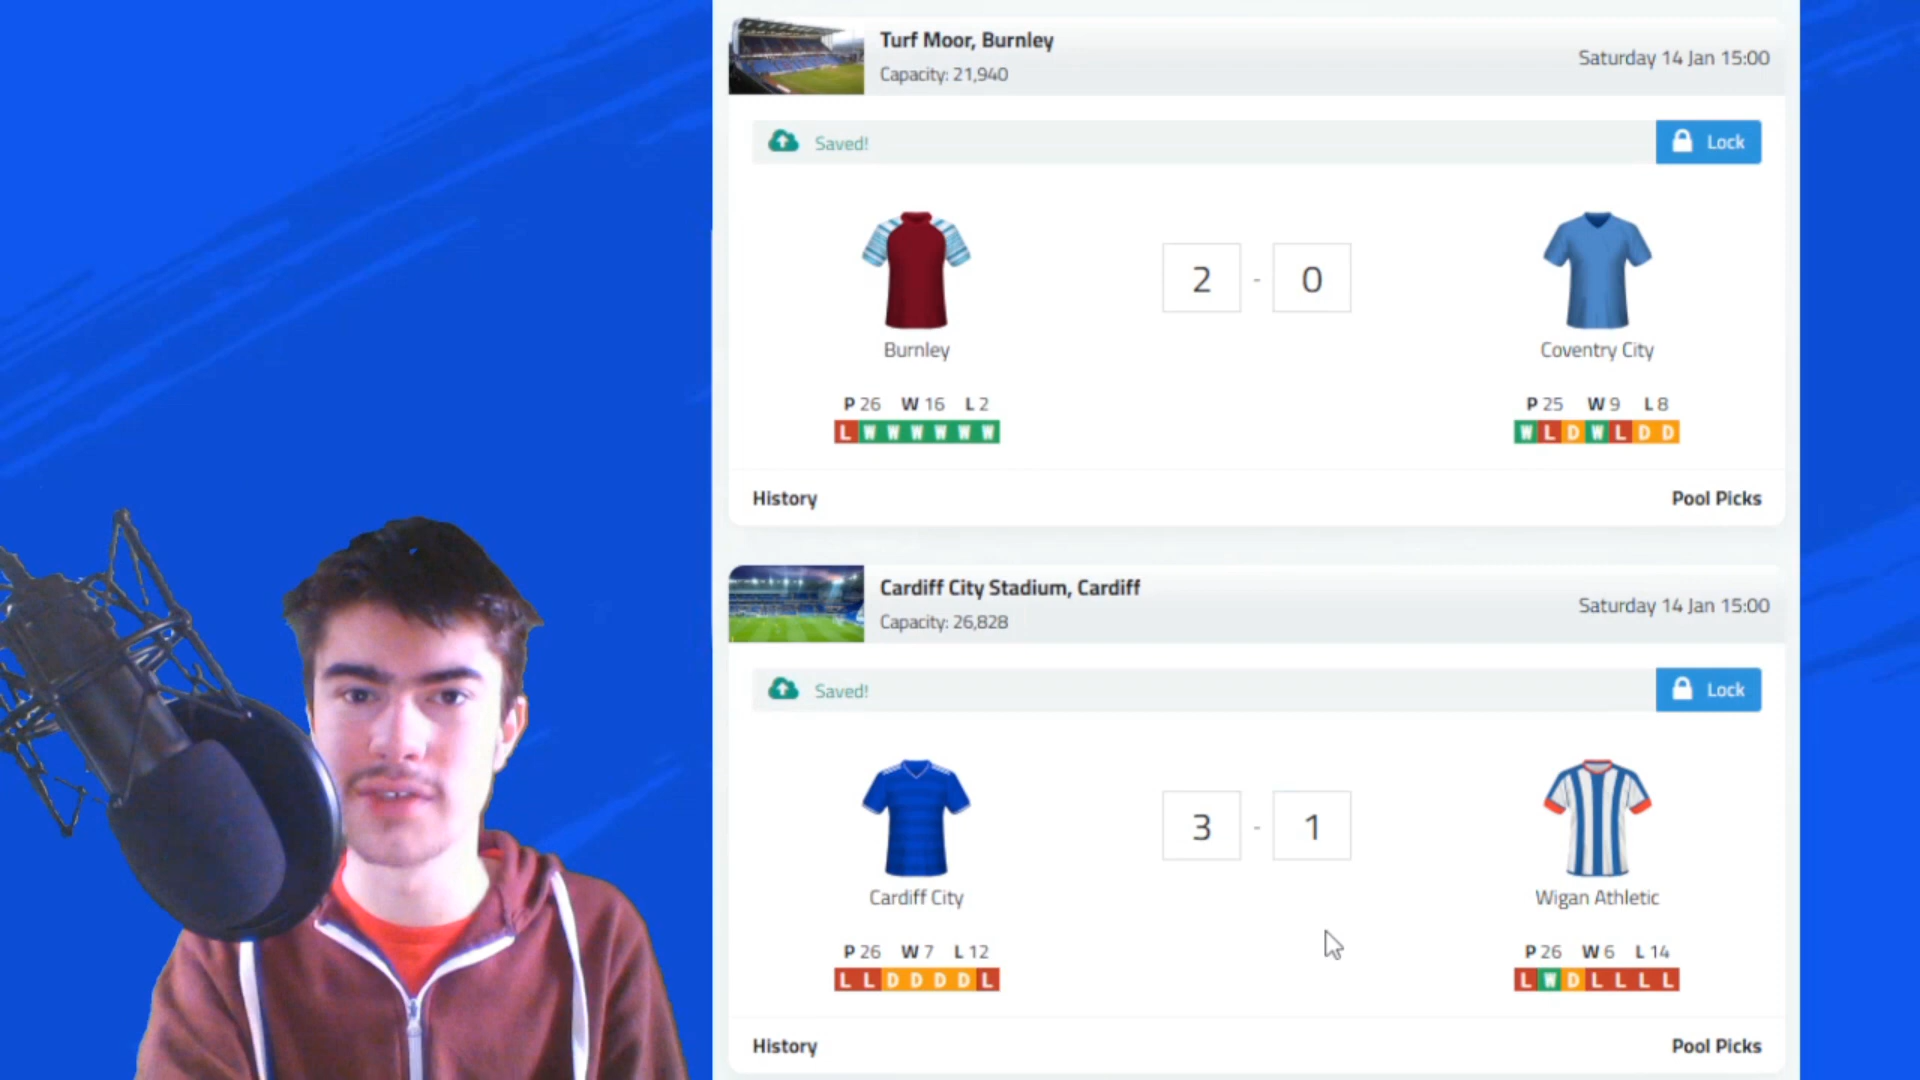 Turf Moor, Burnley
Capacity: 21,940
Saturday 14 Jan 15:00
Saved!
Lock
2 - 0
Burnley
Coventry City
P 26 W 16 L 2
P 25 W 9 L 8
L W W W W W W
W L D W L D D
History
Pool Picks
Cardiff City Stadium, Cardiff
Capacity: 26,828
Saturday 14 Jan 15:00
Saved!
Lock
3 - 1
Cardiff City
Wigan Athletic
P 26 W 7 L 12
P 26 W 6 L 14
L L D D D D L
L W D L L L L
History
Pool Picks